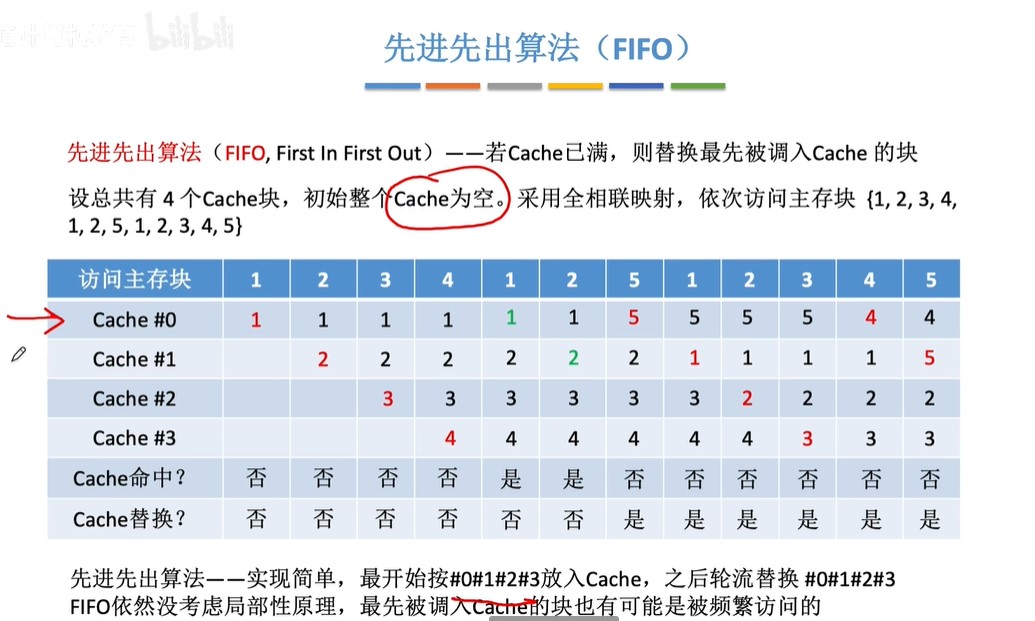 bilibili
先进先出算法（FIFO）
先进先出算法（FIFO, First In First Out）——若Cache已满，则替换最先被调入Cache 的块
设总共有 4 个Cache块，初始整个Cache为空。采用全相联映射，依次访问主存块 {1, 2, 3, 4,
1, 2, 5, 1, 2, 3, 4, 5}
访问主存块 1 2 3 4 1 2 5 1 2 3 4 5
Cache #0 1 1 1 1 1 1 5 5 5 5 4 4
Cache #1 2 2 2 2 2 2 1 1 1 1 5
Cache #2 3 3 3 3 3 3 2 2 2 2
Cache #3 4 4 4 4 4 4 3 3 3
Cache命中？ 否 否 否 否 是 是 否 否 否 否 否 否
Cache替换？ 否 否 否 否 否 否 是 是 是 是 是 是
先进先出算法——实现简单，最开始按#0#1#2#3放入Cache，之后轮流替换 #0#1#2#3
FIFO依然没考虑局部性原理，最先被调入Cache的块也有可能是被频繁访问的